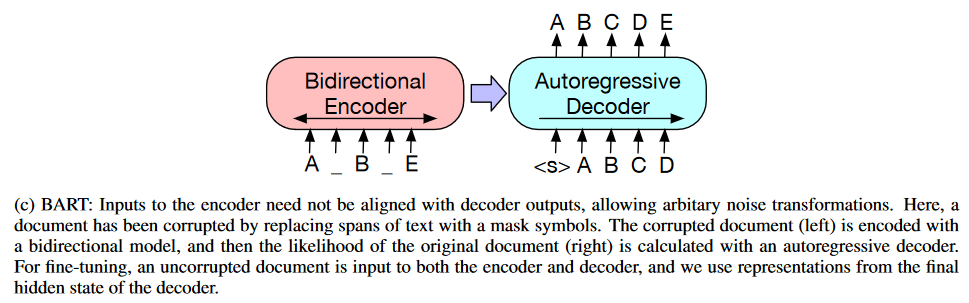 A B C D E
Bidirectional Encoder
Autoregressive Decoder
A _ B _ E
<s> A B C D
(c) BART: Inputs to the encoder need not be aligned with decoder outputs, allowing arbitary noise transformations. Here, a
document has been corrupted by replacing spans of text with a mask symbols. The corrupted document (left) is encoded with
a bidirectional model, and then the likelihood of the original document (right) is calculated with an autoregressive decoder.
For fine-tuning, an uncorrupted document is input to both the encoder and decoder, and we use representations from the final
hidden state of the decoder.